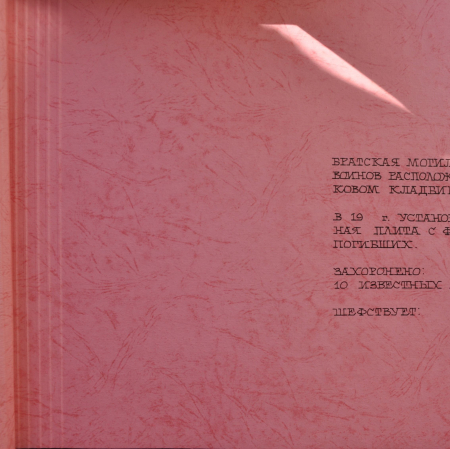 БРАТСКАЯ МОГИЛ
ВОИНОВ РАСПОЛОЖ
КОВОМ КЛАДБИ
В 19 г. УСТАНО
НАЯ ПЛИТА С Ф
ПОГИБШИХ.
ЗАХОРОНЕНО:
10 ИЗВЕСТНЫХ
ШЕФСТВУЕТ: